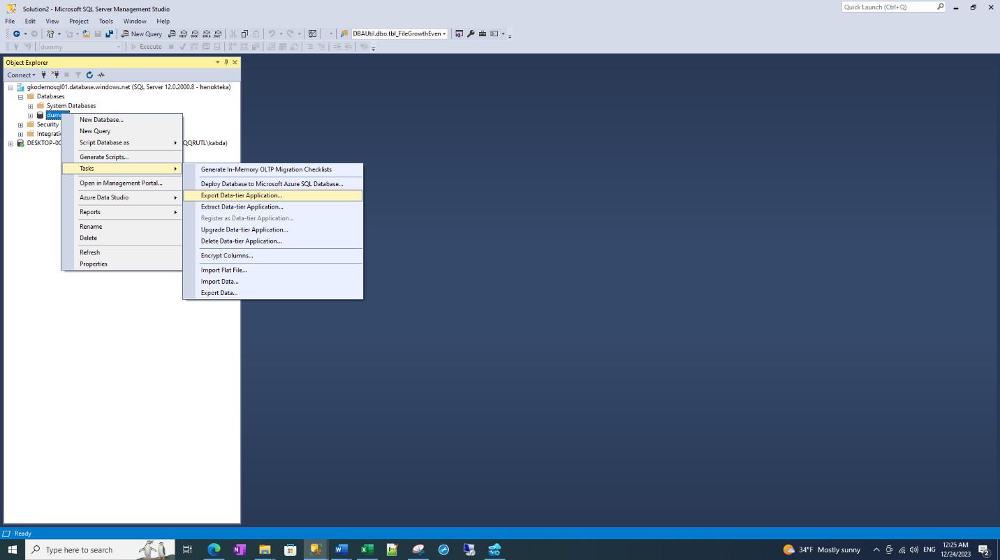 Solution2 - Microsoft SQL Server Management Studio
Quick Launch (Ctrl+Q)
File Edit View Project Tools Window Help
New Query
DBAUtil.dbo.tbl_FileGrowthEven
dummy
Execute
Object Explorer
Connect
gkodemosql01.database.windows.net (SQL Server 12.0.2000.8 - henokteka)
Databases
System Databases
dum
Security
Integrati
DESKTOP-0 QQRUTL\kabda)
New Database...
New Query
Script Database as
Generate Scripts...
Tasks
Open in Management Portal...
Azure Data Studio
Reports
Rename
Delete
Refresh
Properties
Generate In-Memory OLTP Migration Checklists
Deploy Database to Microsoft Azure SQL Database...
Export Data-tier Application...
Extract Data-tier Application...
Register as Data-tier Application...
Upgrade Data-tier Application...
Delete Data-tier Application...
Encrypt Columns...
Import Flat File...
Import Data...
Export Data...
Ready
Type here to search
34°F Mostly sunny
ENG
12:25 AM
12/24/2023
2